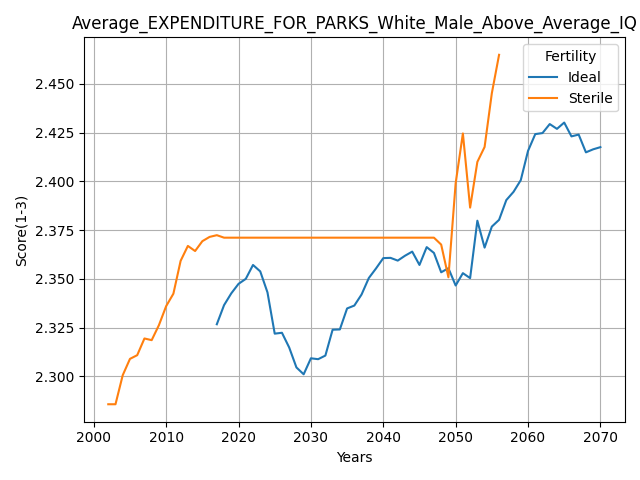 Average_EXPENDITURE_FOR_PARKS_White_Male_Above_Average_IQ
Fertility
Ideal
Sterile
2.450
2.425
2.400
2.375
2.350
2.325
2.300
Score(1-3)
2000 2010 2020 2030 2040 2050 2060 2070
Years